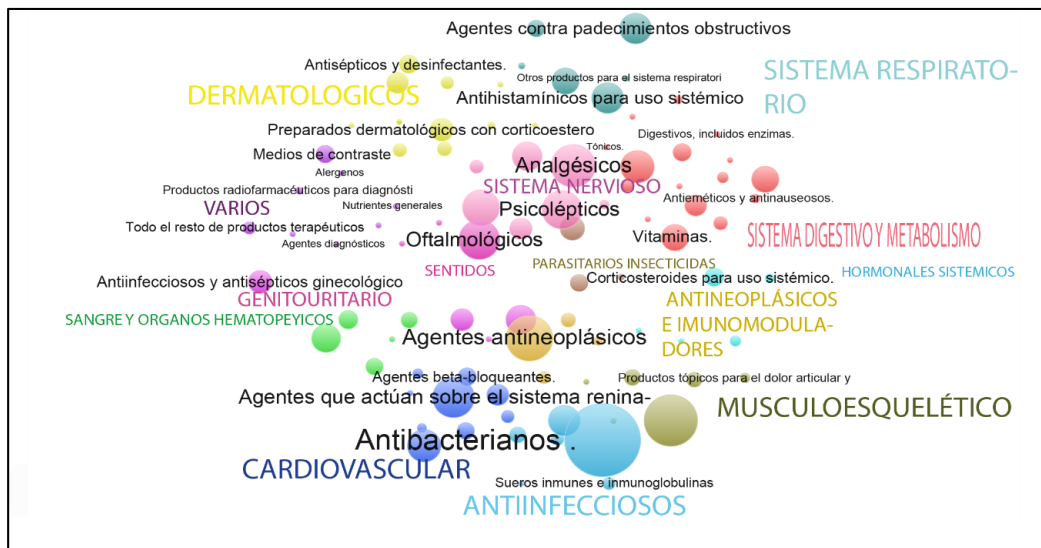 Agentes contra padecimientos obstructivos
Antisépticos y desinfectantes.
SISTEMA RESPIRATO-
RIO
Otros productos para el sistema respiratori
DERMATOLOGICOS
Antihistamínicos para uso sistémico
Preparados dermatológicos con corticoestero
Digestivos, incluidos enzimas.
Tónicos.
Medios de contraste
Analgésicos
Alergenos
SISTEMA NERVIOSO
Productos radiofarmacéuticos para diagnósti
Antieméticos y antinauseosos.
VARIOS
Nutrientes generales
Psicolépticos
Todo el resto de productos terapéuticos
Vitaminas.
SISTEMA DIGESTIVO Y METABOLISMO
Agentes diagnósticos
Oftalmológicos
PARASITARIOS INSECTICIDAS
SENTIDOS
HORMONALES SISTEMICOS
Antiinfecciosos y antisépticos ginecológico
Corticosteroides para uso sistémico.
GENITOURITARIO
ANTINEOPLÁSICOS
E IMUNOMODULA-
DORES
SANGRE Y ORGANOS HEMATOPEYICOS
Agentes antineoplásicos
Agentes beta-bloqueantes.
Productos tópicos para el dolor articular y
Agentes que actúan sobre el sistema renina-
MUSCULOESQUELÉTICO
Antibacterianos .
CARDIOVASCULAR
Sueros inmunes e inmunoglobulinas
ANTIINFECCIOSOS